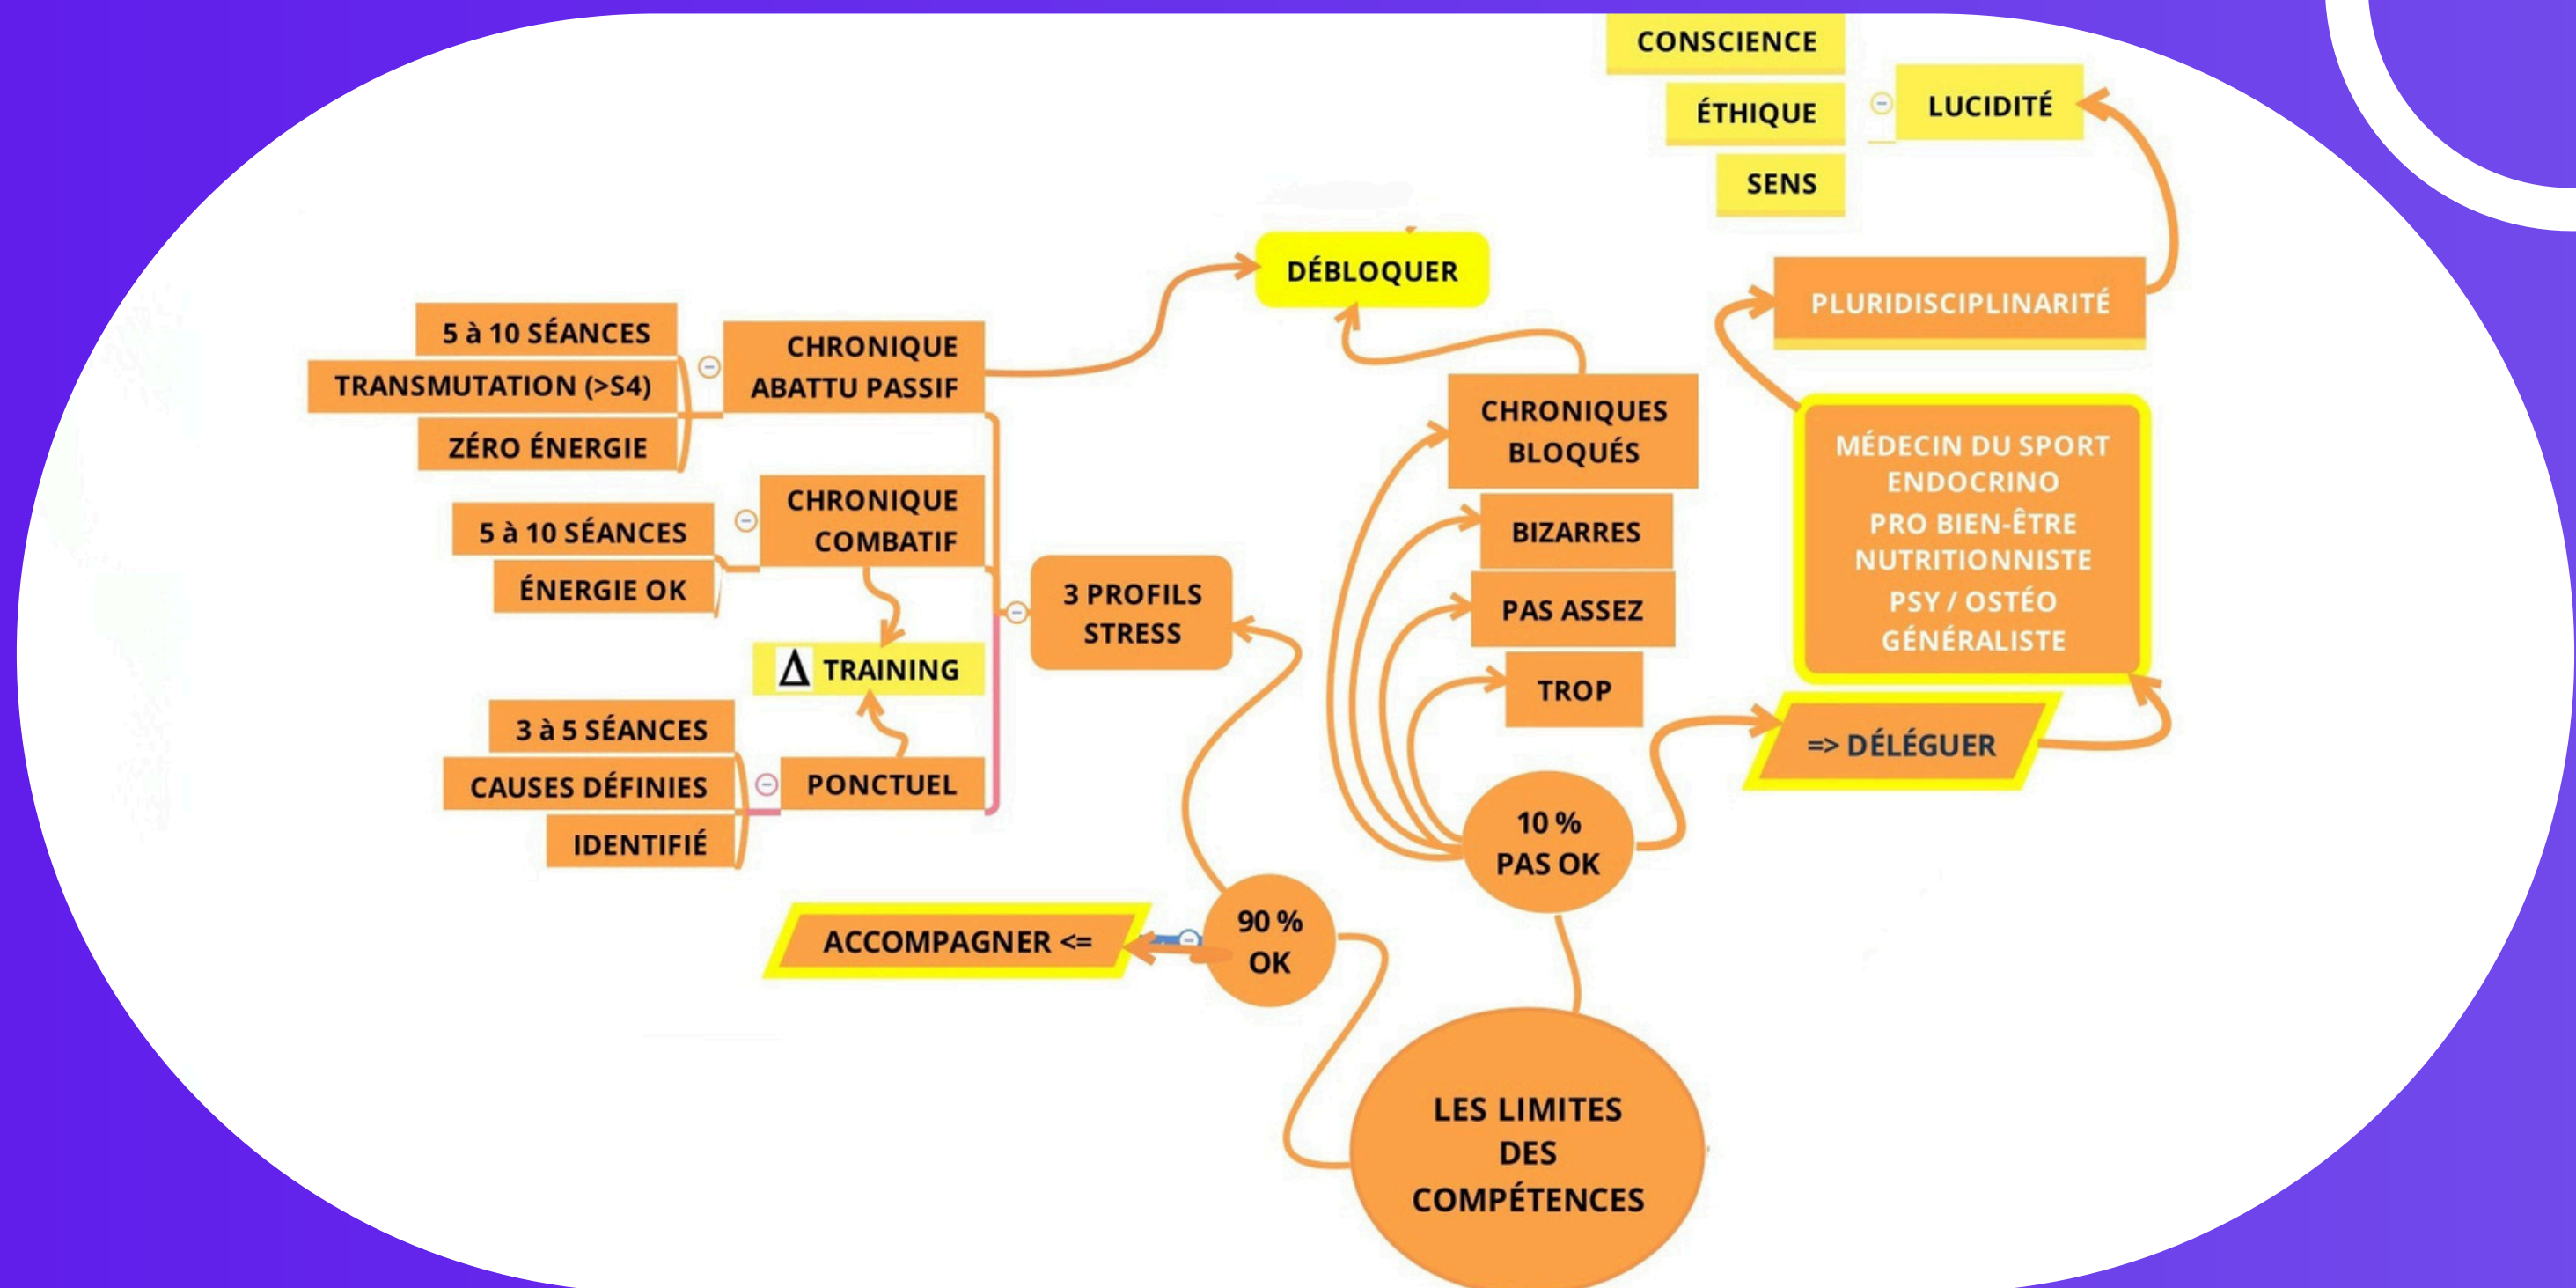 CONSCIENCE
ÉTHIQUE
SENS
LUCIDITÉ
DÉBLOQUER
PLURIDISCIPLINARITÉ
5 à 10 SÉANCES
TRANSMUTATION (>S4)
ZÉRO ÉNERGIE
CHRONIQUE
ABATTU PASSIF
5 à 10 SÉANCES
ÉNERGIE OK
CHRONIQUE
COMBATIF
Δ TRAINING
3 à 5 SÉANCES
CAUSES DÉFINIES
IDENTIFIÉ
PONCTUEL
3 PROFILS
STRESS
CHRONIQUES
BLOQUÉS
BIZARRES
PAS ASSEZ
TROP
MÉDECIN DU SPORT
ENDOCRINO
PRO BIEN-ÊTRE
NUTRITIONNISTE
PSY / OSTÉO
GÉNÉRALISTE
=> DÉLÉGUER
10 %
PAS OK
ACCOMPAGNER <=
90 %
OK
LES LIMITES
DES
COMPÉTENCES